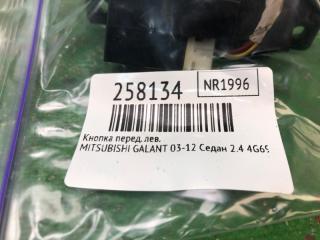 258134
NR1996
Кнопка перед.лев.
MITSUBISHI GALANT 03-12 Седан 2.4 4G69